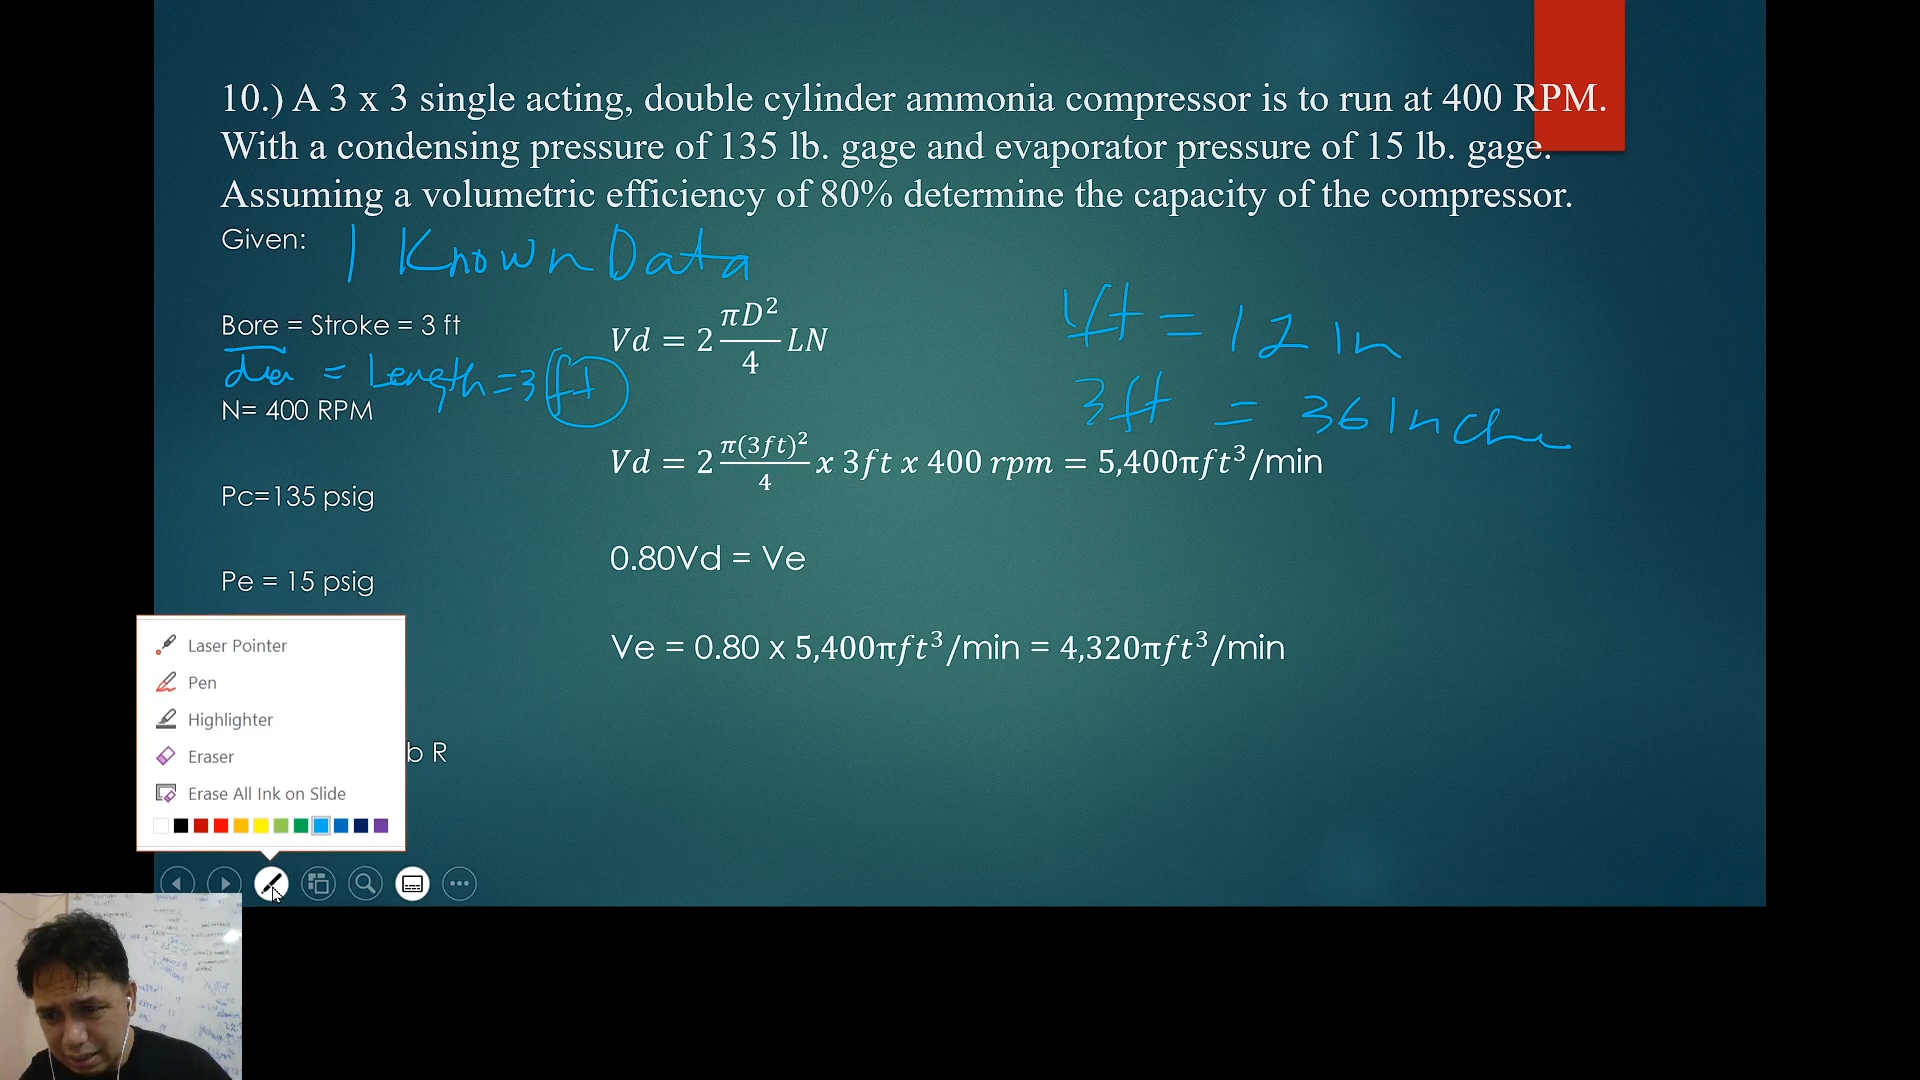 10.) A 3 x 3 single acting, double cylinder ammonia compressor is to run at 400 RPM.
With a condensing pressure of 135 lb. gage and evaporator pressure of 15 lb. gage.
Assuming a volumetric efficiency of 80% determine the capacity of the compressor.
Given:
1 Known Data
Bore = Stroke = 3 ft
dia = Length = 3 ft
N= 400 RPM
Pc=135 psig
Pe = 15 psig
b R
Vd = 2 πD²/4 LN
1ft = 12 in
3ft = 36 Inche
Vd = 2 π(3ft)²/4 x 3ft x 400 rpm = 5,400πft³/min
0.80Vd = Ve
Ve = 0.80 x 5,400πft³/min = 4,320πft³/min
Laser Pointer
Pen
Highlighter
Eraser
Erase All Ink on Slide